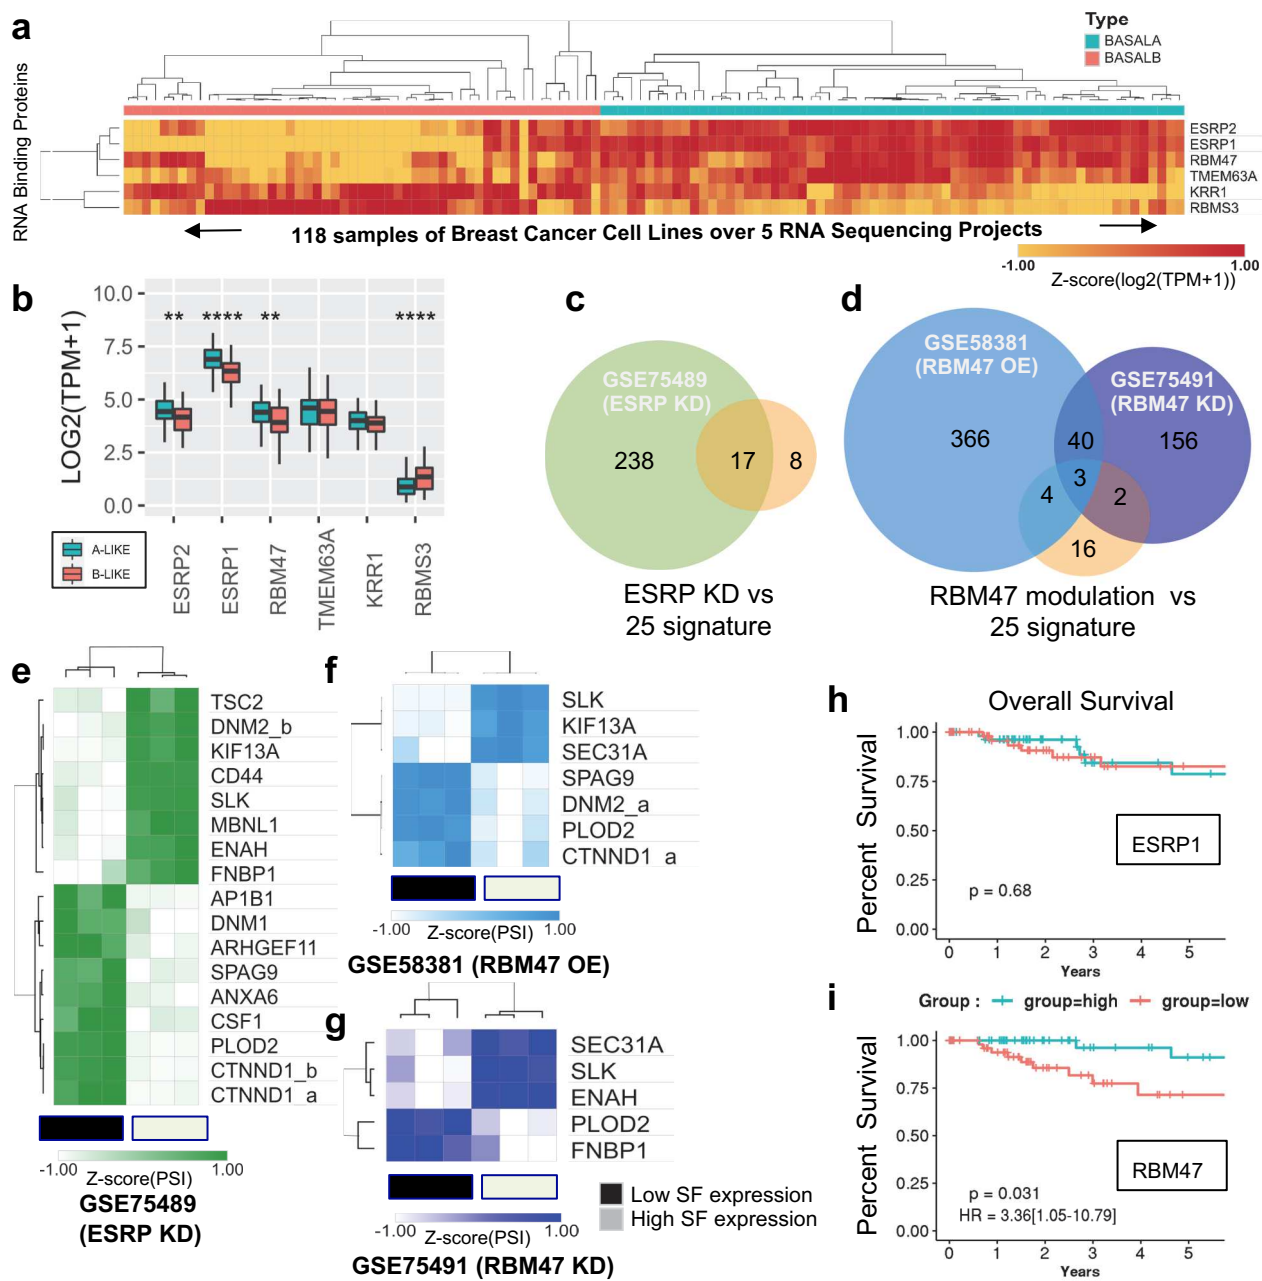 a
Type
BASALA
BASALB
RNA Binding Proteins
ESRP2
ESRP1
RBM47
TMEM63A
KRR1
RBMS3
118 samples of Breast Cancer Cell Lines over 5 RNA Sequencing Projects
-1.00 1.00
Z-score(log2(TPM+1))
b
LOG2(TPM+1)
10.0
7.5
5.0
2.5
0.0
** **** ** ****
A-LIKE
B-LIKE
ESRP2
ESRP1
RBM47
TMEM63A
KRR1
RBMS3
c
GSE75489
(ESRP KD)
238 17 8
ESRP KD vs
25 signature
d
GSE58381
(RBM47 OE)
GSE75491
(RBM47 KD)
366 40 156
3
4 2
16
RBM47 modulation vs
25 signature
e
TSC2
DNM2_b
KIF13A
CD44
SLK
MBNL1
ENAH
FNBP1
AP1B1
DNM1
ARHGEF11
SPAG9
ANXA6
CSF1
PLOD2
CTNND1_b
CTNND1_a
-1.00 1.00
Z-score(PSI)
GSE75489
(ESRP KD)
f
SLK
KIF13A
SEC31A
SPAG9
DNM2_a
PLOD2
CTNND1_a
-1.00 Z-score(PSI) 1.00
GSE58381 (RBM47 OE)
g
SEC31A
SLK
ENAH
PLOD2
FNBP1
-1.00 Z-score(PSI) 1.00
GSE75491 (RBM47 KD)
Low SF expression
High SF expression
h
Overall Survival
Percent Survival
1.00
0.75
0.50
0.25
0.00
ESRP1
p = 0.68
0 1 2 3 4 5
Years
i
Group : group=high group=low
Percent Survival
1.00
0.75
0.50
0.25
0.00
RBM47
p = 0.031
HR = 3.36[1.05-10.79]
0 1 2 3 4 5
Years